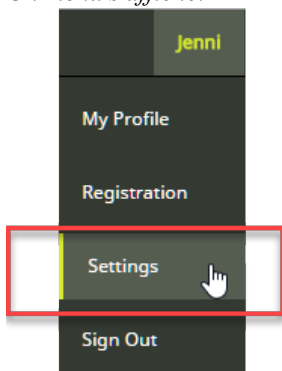 Jenni
My Profile
Registration
Settings
Sign Out